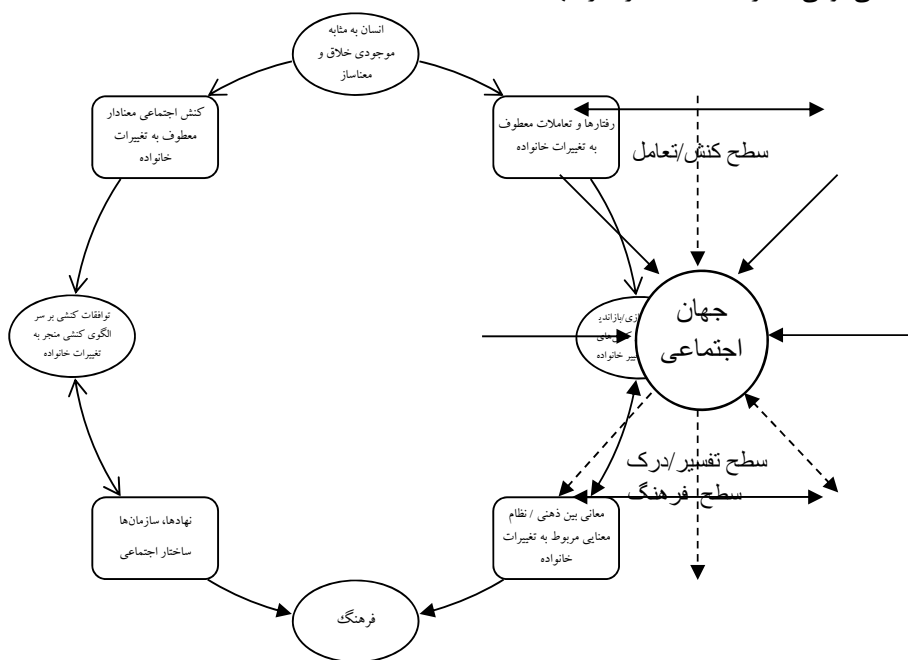 انسان به مثابه
موجودی خلاق و
معناساز
رفتارها و تعاملات معطوف
به تغییرات خانواده
کنش اجتماعی معنادار
معطوف به تغییرات
خانواده
سطح کنش/تعامل
جهان
اجتماعی
خانواده
توافقات کنشی بر سر
الگوی کنشی منجر به
تغییرات خانواده
سطح تفسیر/درک
سطح فرهنگ
معانی بین ذهنی / نظام
معنایی مربوط به تغییرات
خانواده
نهادها، سازمان‌ها
ساختار اجتماعی
فرهنگ